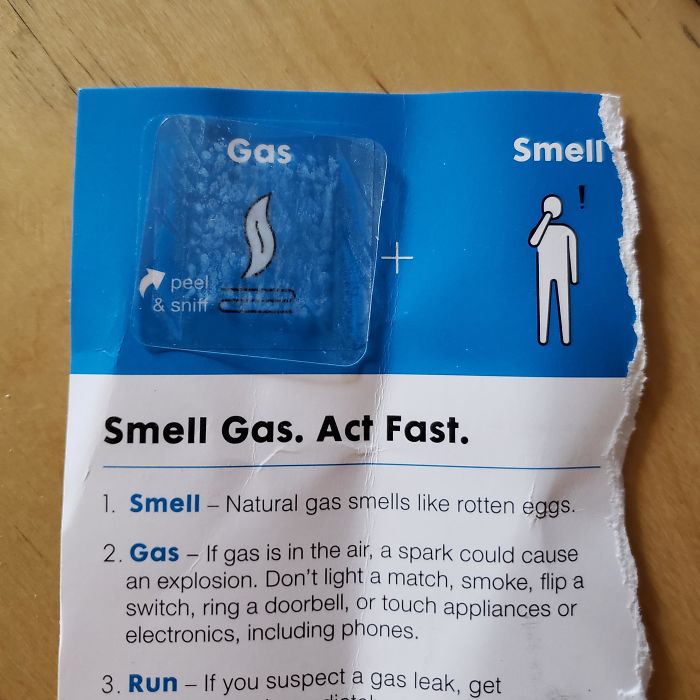 Gas
Smell
!
peel
& sniff
Smell Gas. Act Fast.
1. Smell – Natural gas smells like rotten eggs.
2. Gas – If gas is in the air, a spark could cause
an explosion. Don't light a match, smoke, flip a
switch, ring a doorbell, or touch appliances or
electronics, including phones.
3. Run – If you suspect a gas leak, get